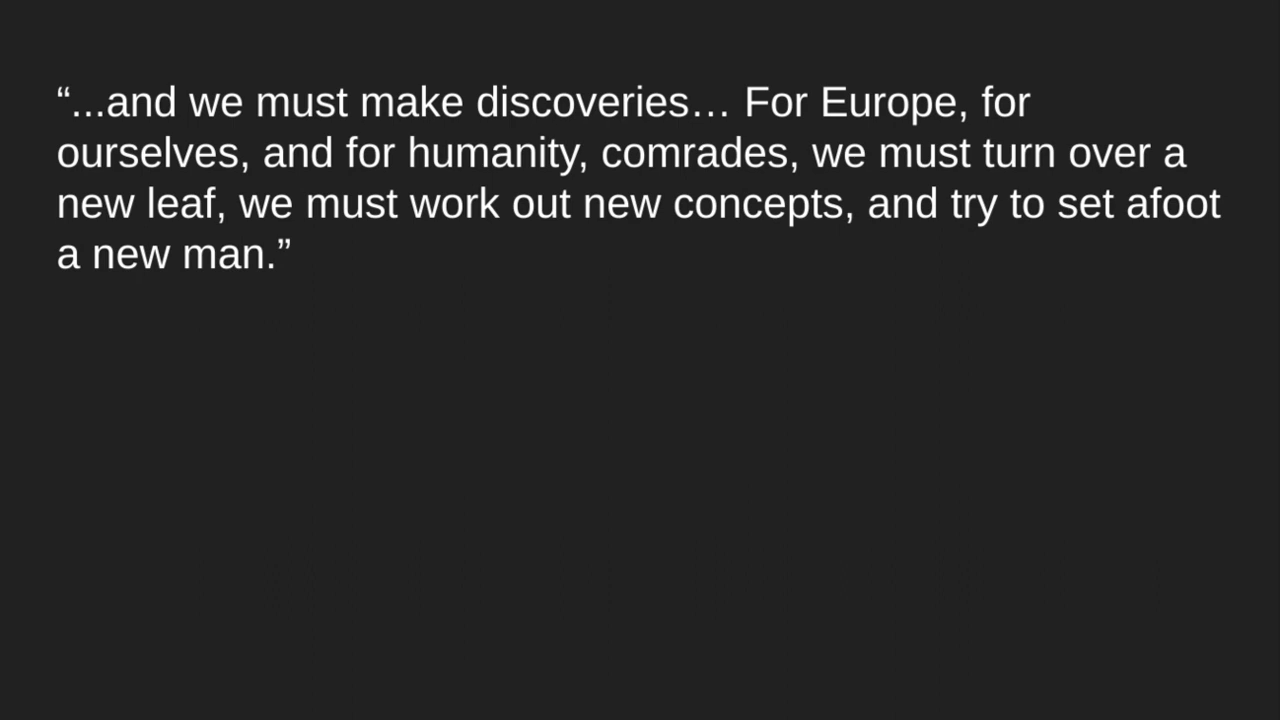 “...and we must make discoveries… For Europe, for
ourselves, and for humanity, comrades, we must turn over a
new leaf, we must work out new concepts, and try to set afoot
a new man.”